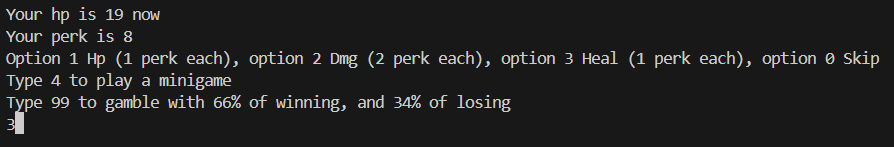 Your hp is 19 now
Your perk is 8
Option 1 Hp (1 perk each), option 2 Dmg (2 perk each), option 3 Heal (1 perk each), option 0 Skip
Type 4 to play a minigame
Type 99 to gamble with 66% of winning, and 34% of losing
3